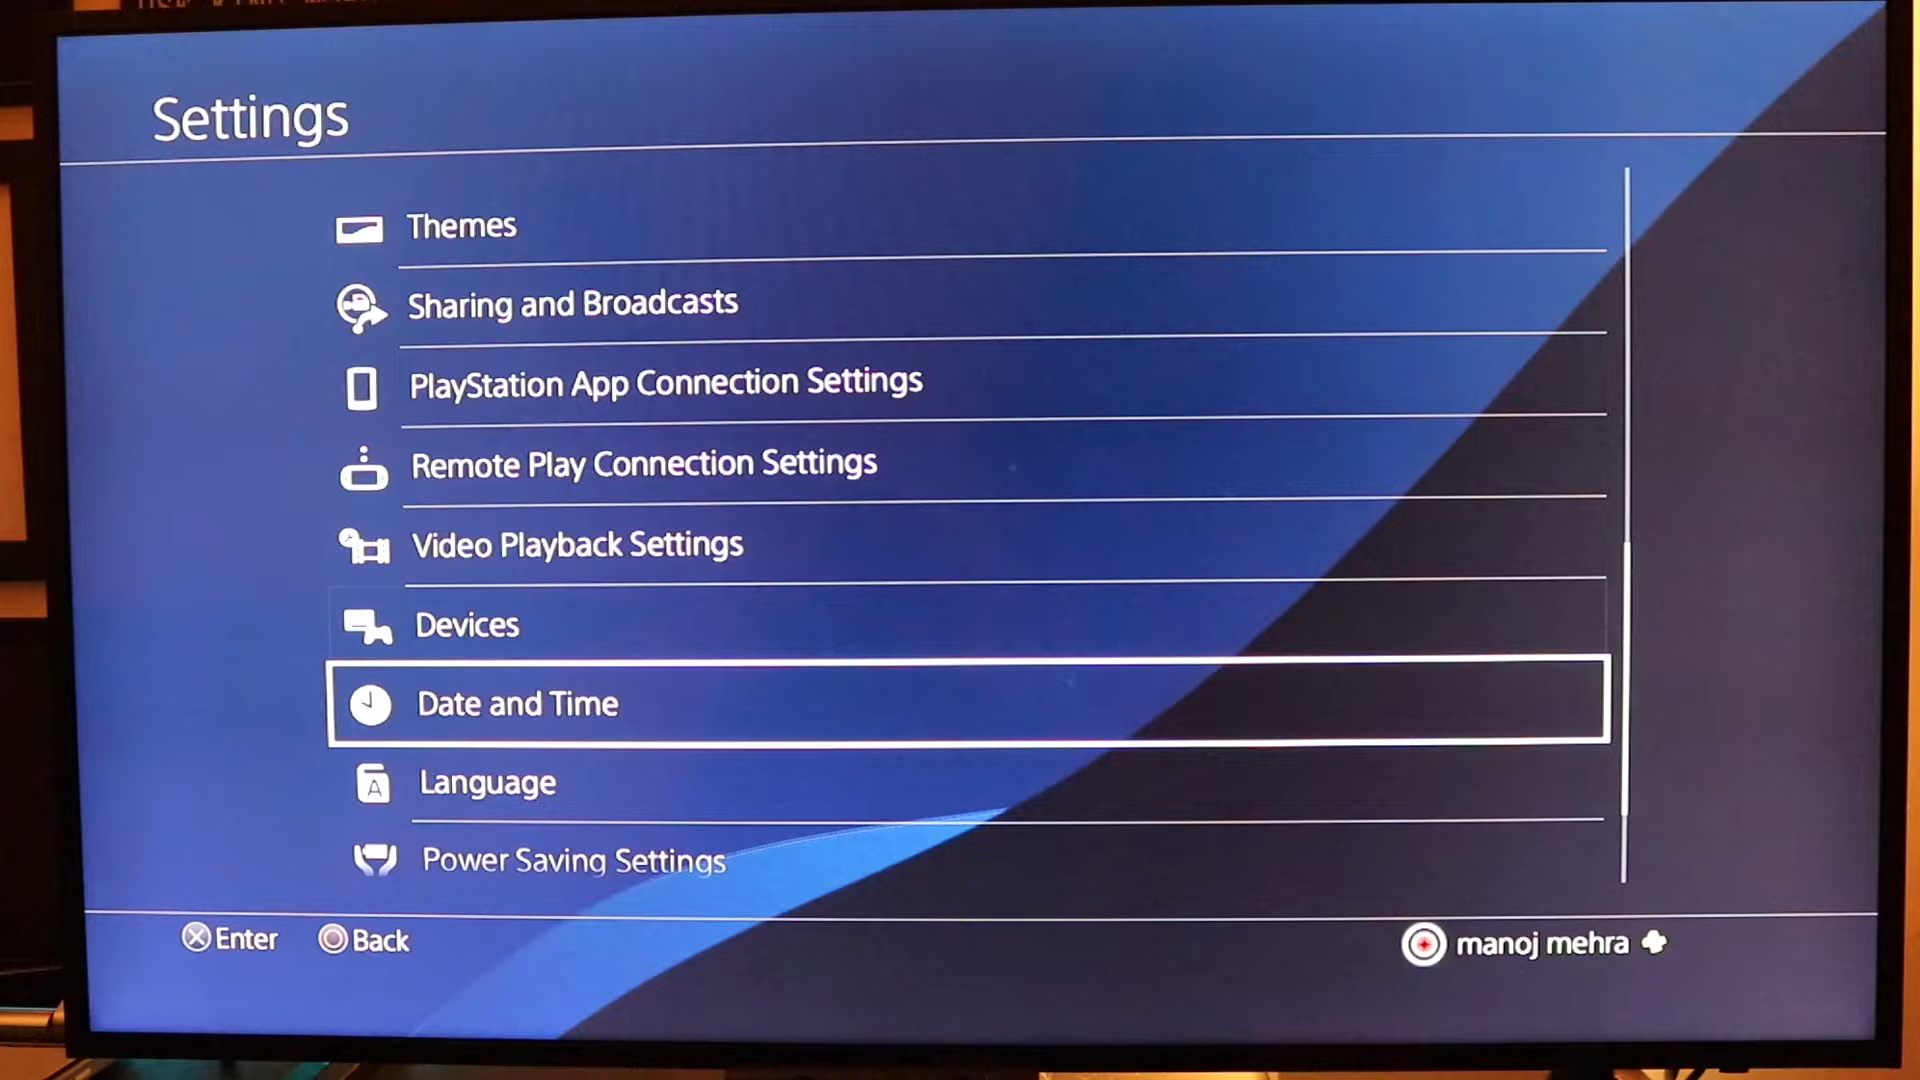 Settings
Themes
Sharing and Broadcasts
PlayStation App Connection Settings
Remote Play Connection Settings
Video Playback Settings
Devices
Date and Time
A Language
Power Saving Settings
Enter Back manoj mehra